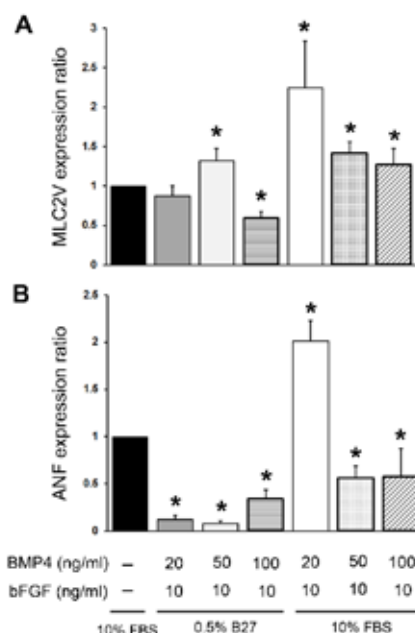 A
MLC2V expression ratio
3
2.5
2
1.5
1
0.5
0
* * * * *
B
ANF expression ratio
2.5
2
1.5
1
0.5
0
* * * * * *
BMP4 (ng/ml) – 20 50 100 20 50 100
bFGF (ng/ml) – 10 10 10 10 10 10
10% FBS 0.5% B27 10% FBS